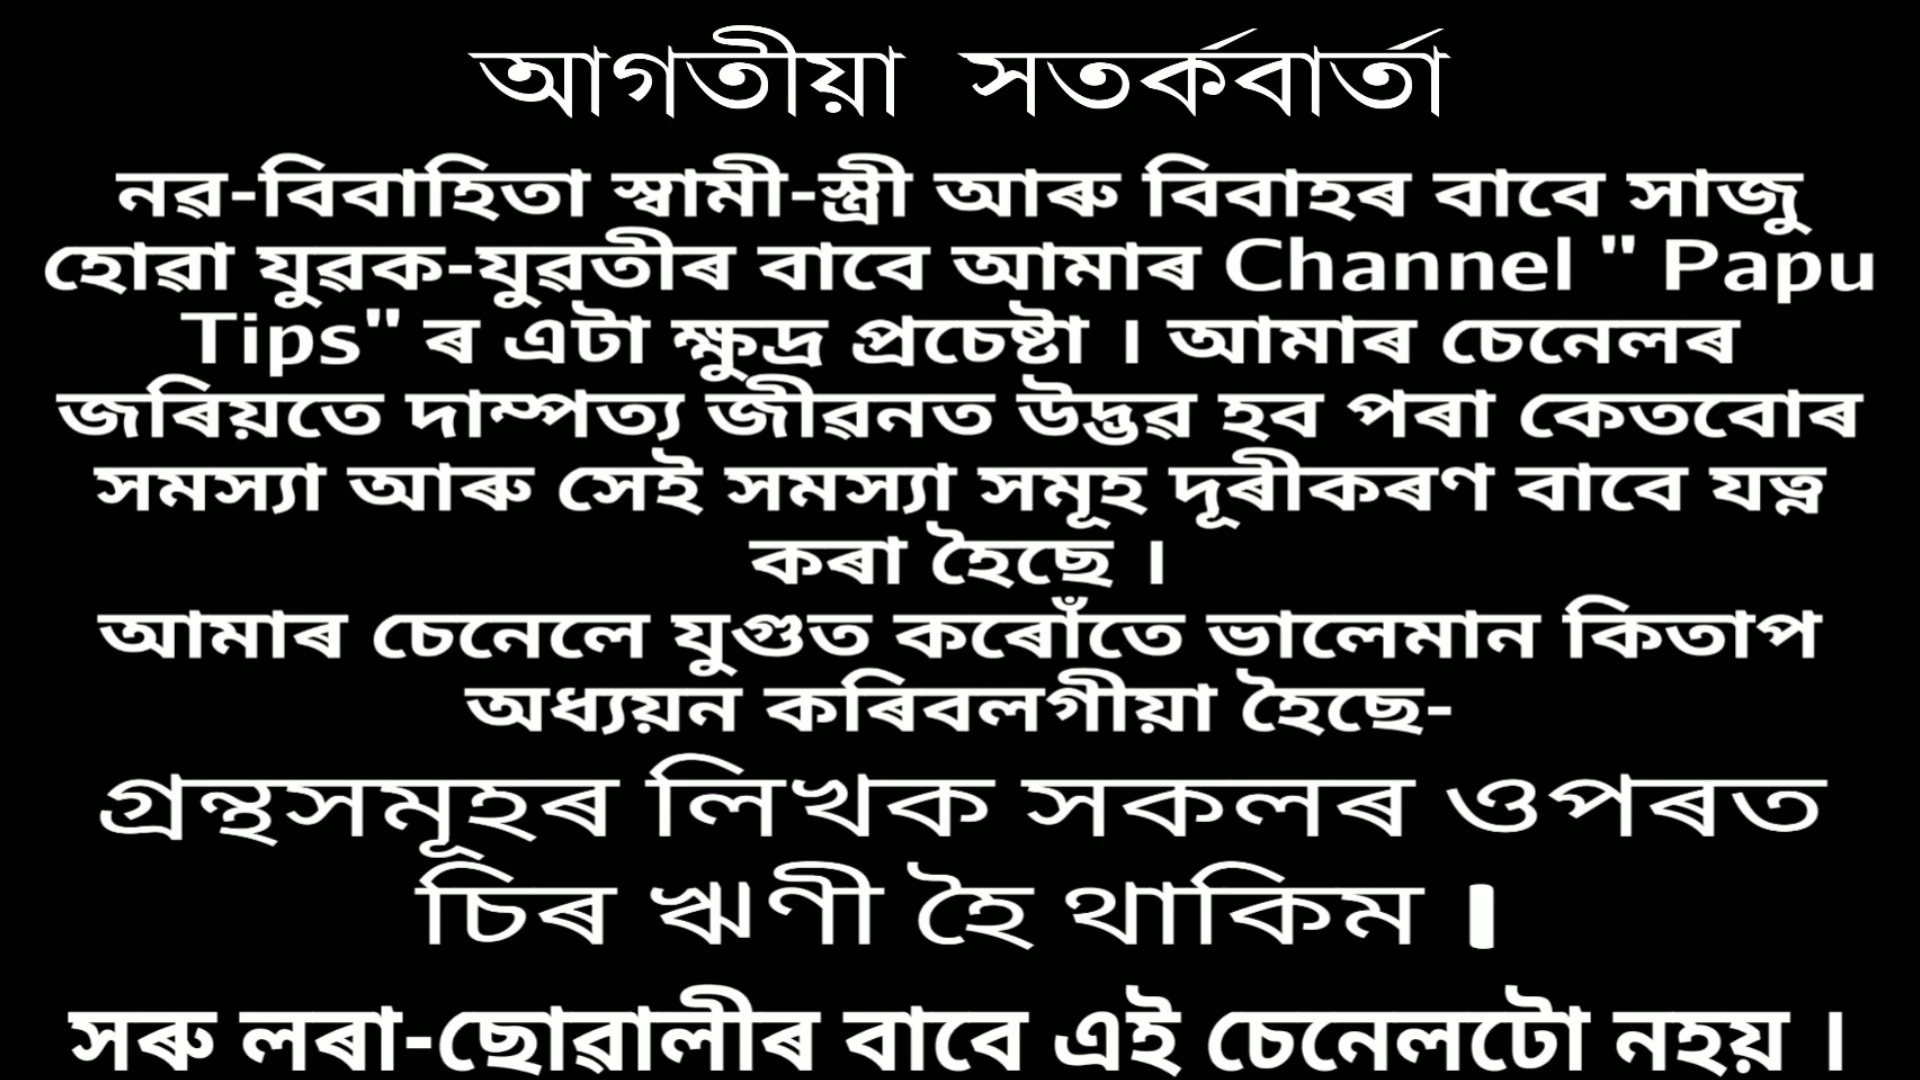 আগতীয়া সতৰ্কবাৰ্তা
নৱ-বিবাহিতা স্বামী-স্ত্ৰী আৰু বিবাহৰ বাবে সাজু
হোৱা যুৱক-যুৱতীৰ বাবে আমাৰ Channel " Papu
Tips" ৰ এটা ক্ষুদ্ৰ প্ৰচেষ্টা । আমাৰ চেনেলৰ
জৰিয়তে দাম্পত্য জীৱনত উদ্ভৱ হব পৰা কেতবোৰ
সমস্যা আৰু সেই সমস্যা সমূহ দূৰীকৰণ বাবে যত্ন
কৰা হৈছে ।
আমাৰ চেনেলে যুগুত কৰোঁতে ভালেমান কিতাপ
অধ্যয়ন কৰিবলগীয়া হৈছে-
গ্ৰন্থসমূহৰ লিখক সকলৰ ওপৰত
চিৰ ঋণী হৈ থাকিম ।
সৰু লৰা-ছোৱালীৰ বাবে এই চেনেলটো নহয় ।